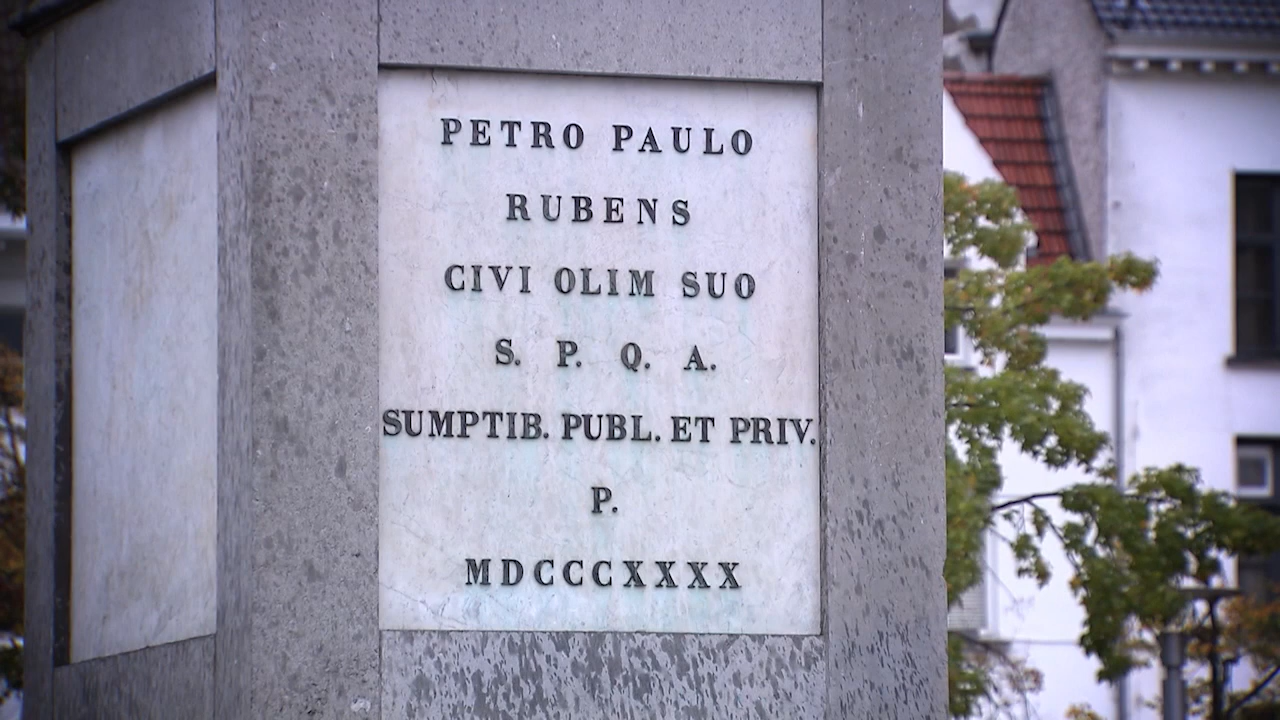 PETRO PAULO
RUBENS
CIVI OLIM SUO
S. P. Q. A.
SUMPTIB. PUBL. ET PRIV.
P.
MDCCCXXXX